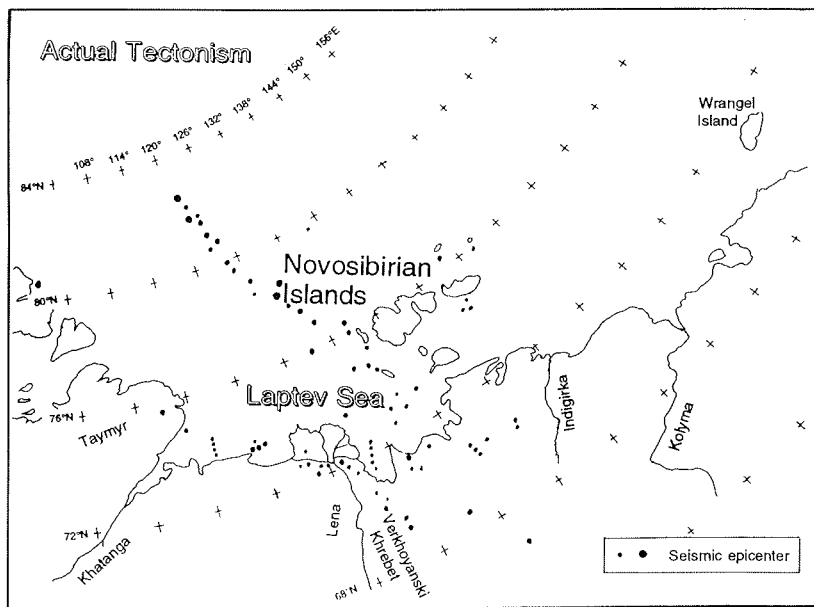 Actual Tectonism
108°
114°
120°
126°
132°
138°
144°
150°
156°E
84°N
Wrangel
Island
Novosibirian
Islands
80°N
Laptev Sea
76°N
Taymyr
Indigirka
Kolyma
72°N
Khatanga
Lena
Verkhoyanski
Khrebet
68°N
Seismic epicenter